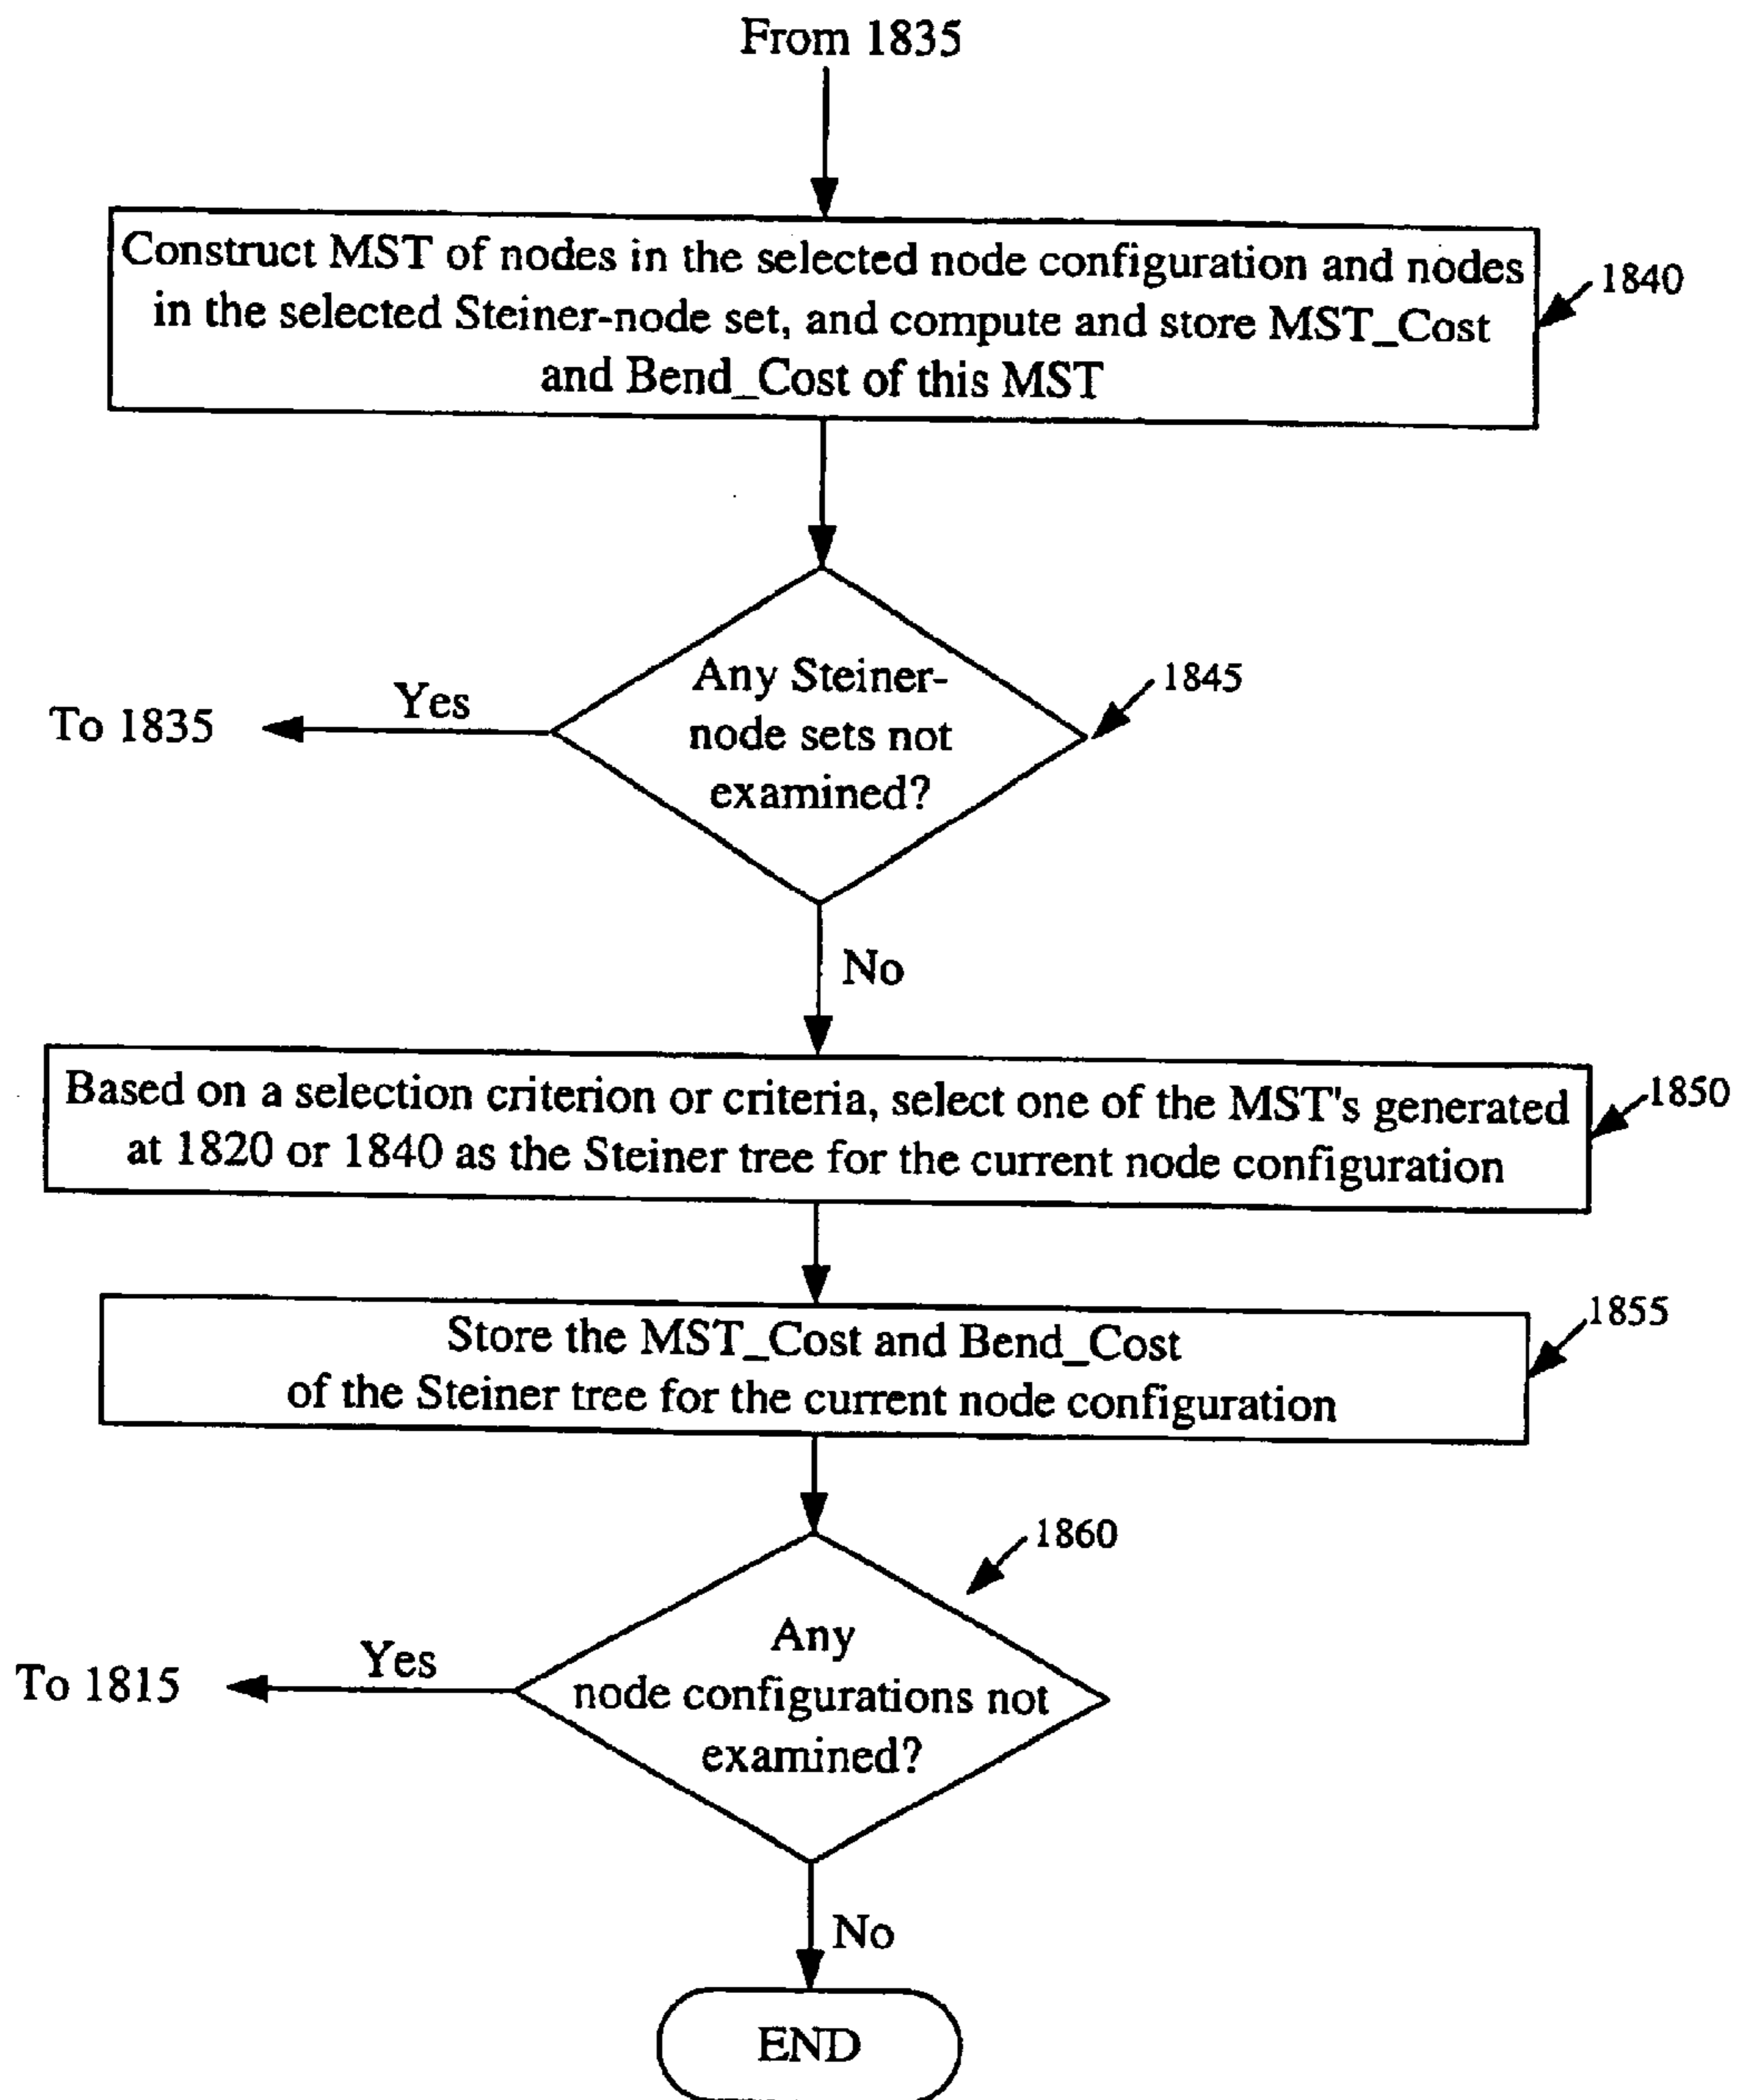 From 1835
Construct MST of nodes in the selected node configuration and nodes
in the selected Steiner-node set, and compute and store MST_Cost
and Bend_Cost of this MST
1840
Any Steiner-
node sets not
examined?
1845
Yes
To 1835
No
Based on a selection criterion or criteria, select one of the MST's generated
at 1820 or 1840 as the Steiner tree for the current node configuration
1850
Store the MST_Cost and Bend_Cost
of the Steiner tree for the current node configuration
1855
1860
Any
node configurations not
examined?
Yes
To 1815
No
END